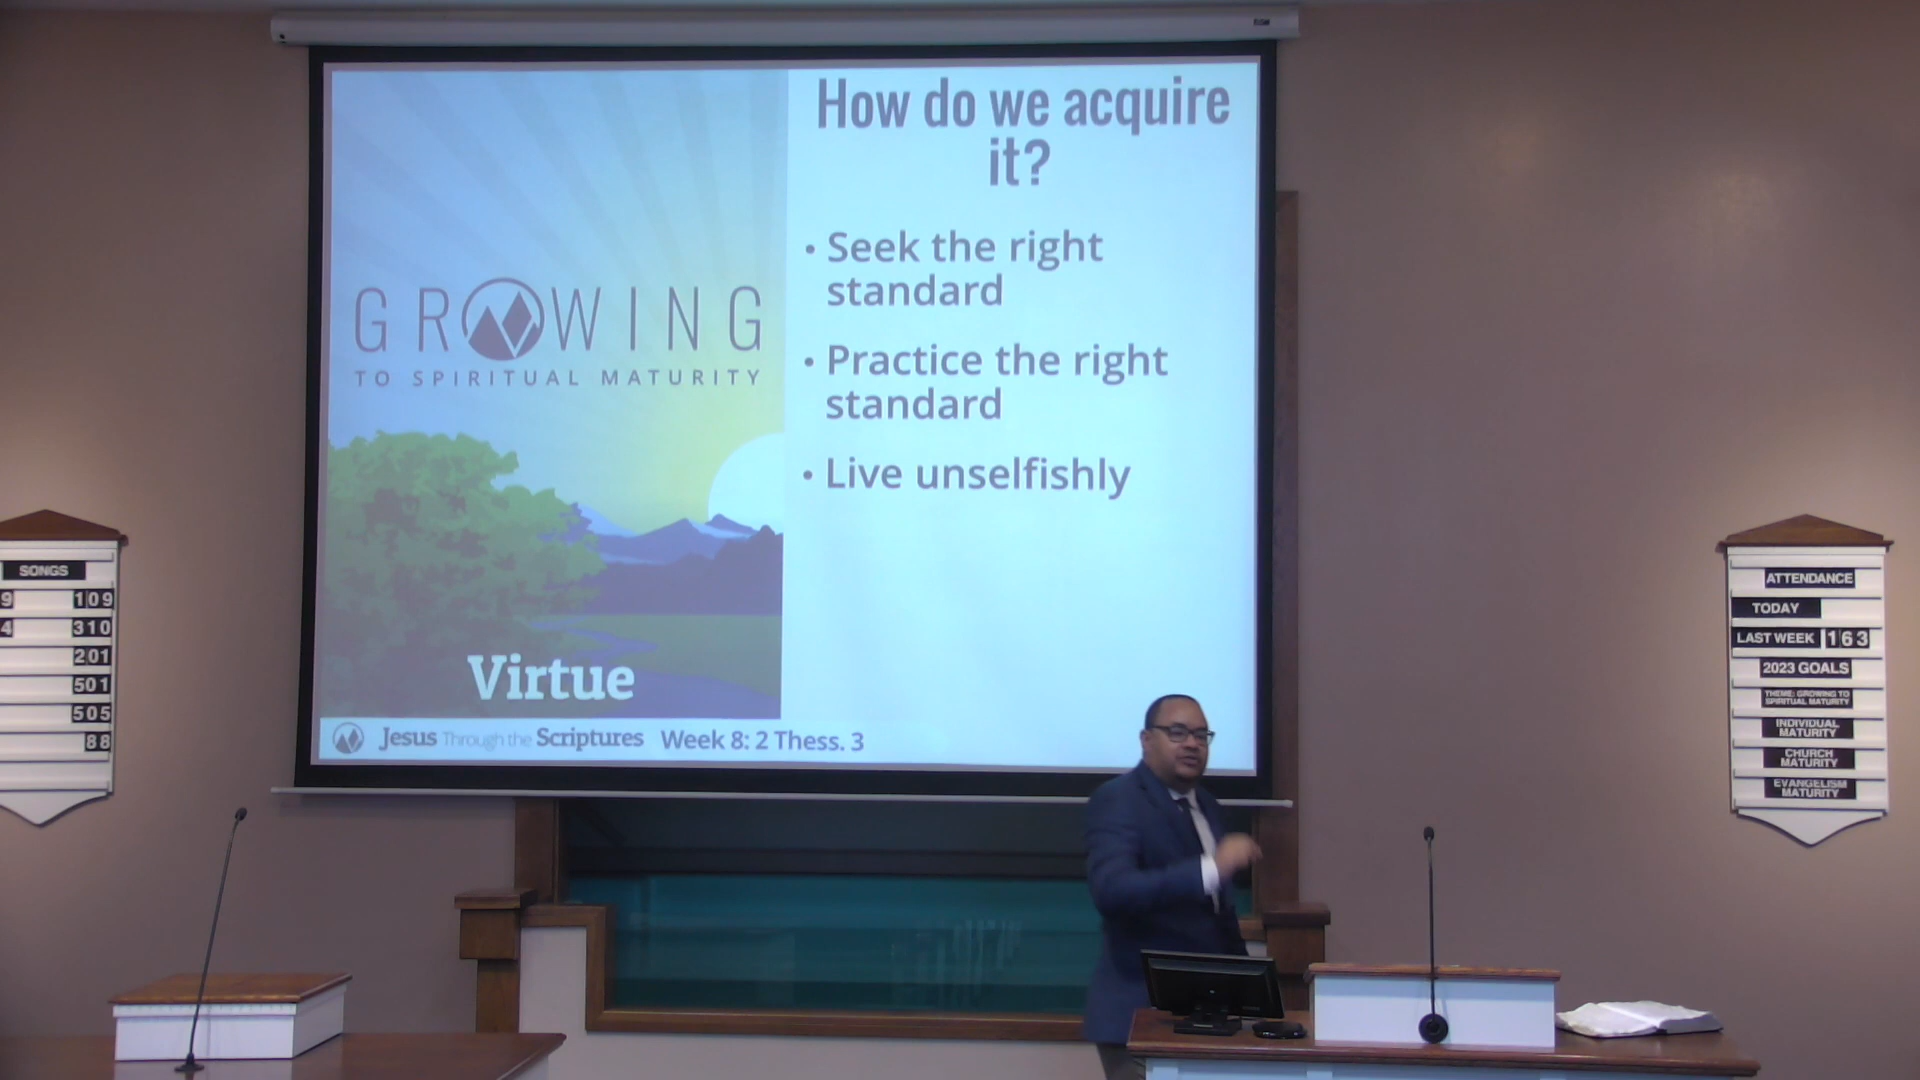 How do we acquire
it?
• Seek the right
standard
• Practice the right
standard
• Live unselfishly
GROWING
TO SPIRITUAL MATURITY
Virtue
Jesus Through the Scriptures Week 8: 2 Thess. 3
SONGS
9 109
4 310
201
501
505
88
ATTENDANCE
TODAY
LAST WEEK 163
2023 GOALS
THEME: GROWING TO
SPIRITUAL MATURITY
INDIVIDUAL
MATURITY
CHURCH
MATURITY
EVANGELISM
MATURITY